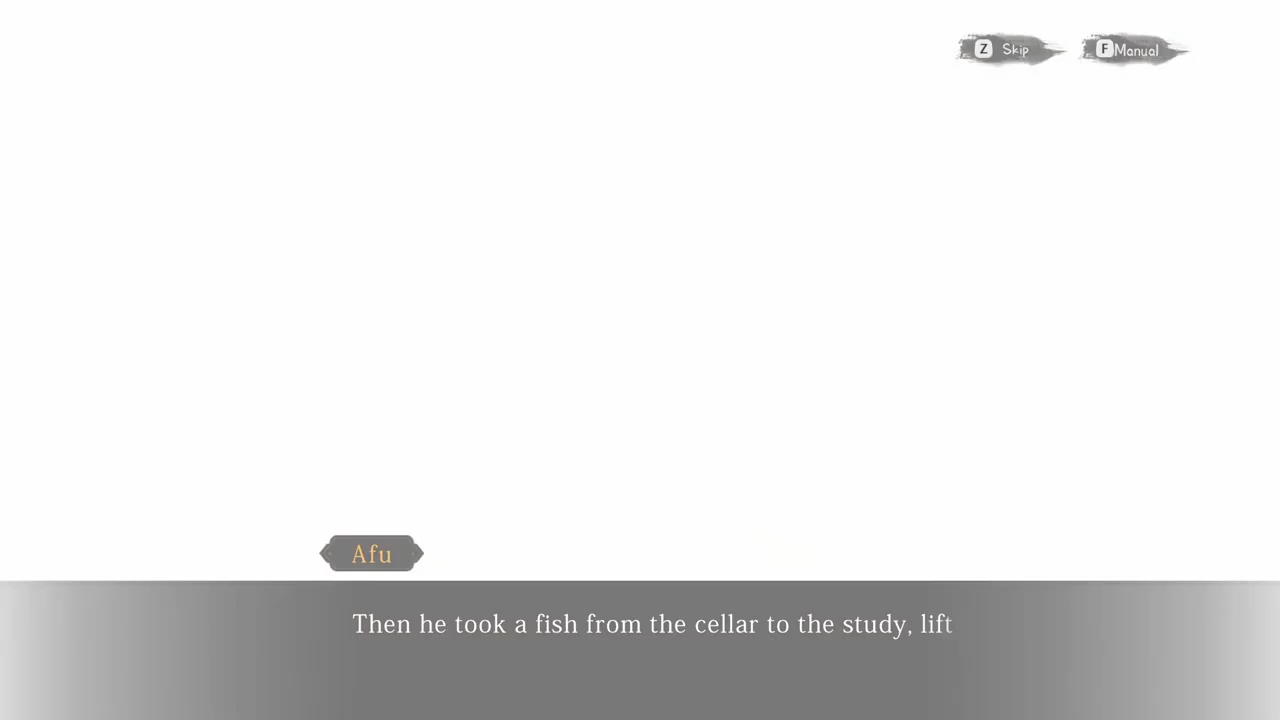 Z Skip F Manual
Afu
Then he took a fish from the cellar to the study, lift